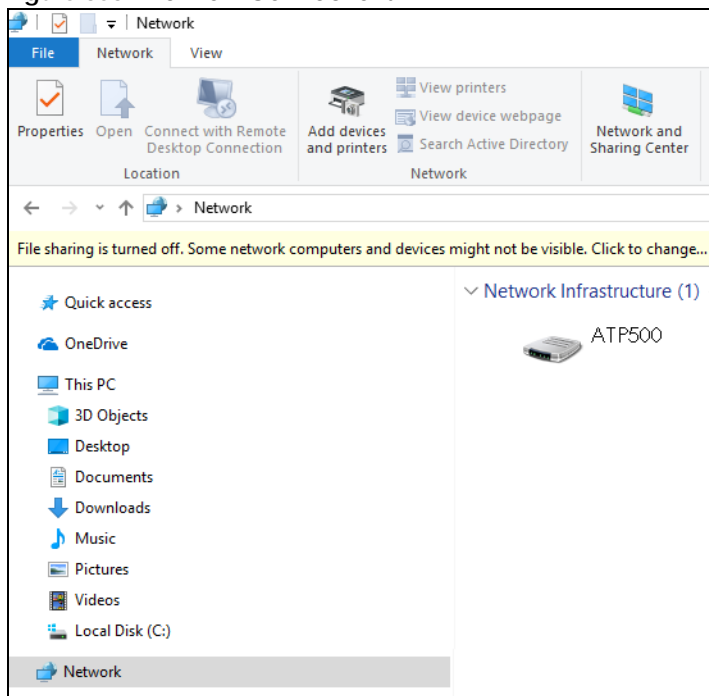 Network
File
Network
View
Properties
Open
Connect with Remote
Desktop Connection
Location
Add devices
and printers
View printers
View device webpage
Search Active Directory
Network
Network and
Sharing Center
Network
File sharing is turned off. Some network computers and devices might not be visible. Click to change...
Quick access
OneDrive
This PC
3D Objects
Desktop
Documents
Downloads
Music
Pictures
Videos
Local Disk (C:)
Network
Network Infrastructure (1)
ATP500